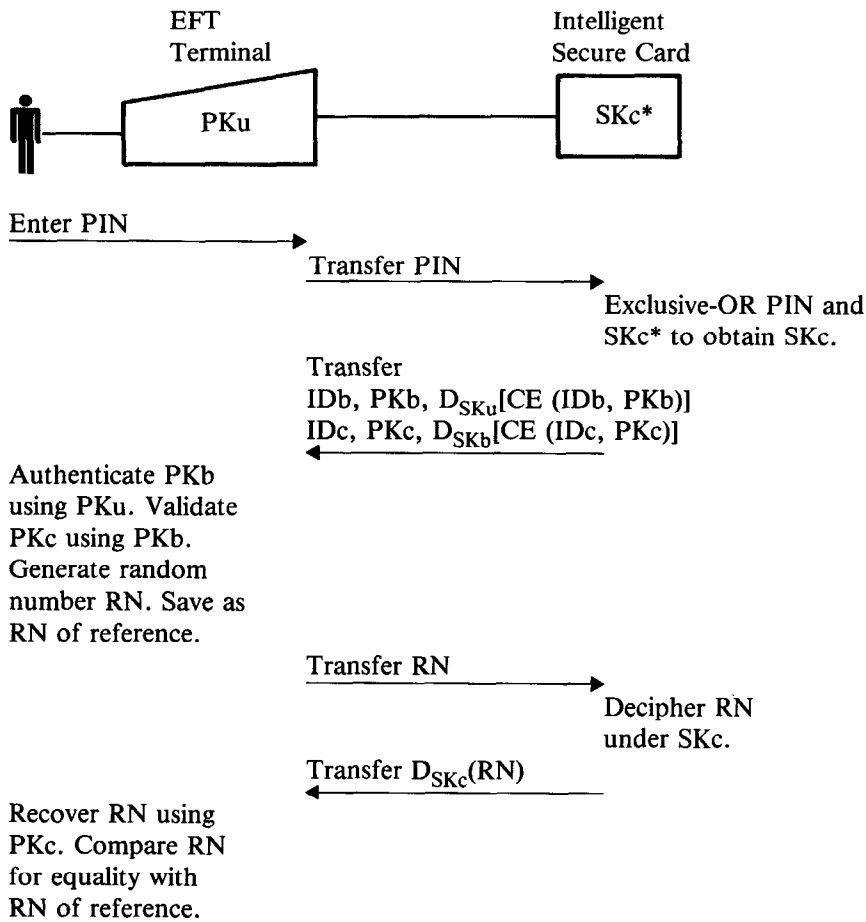 EFT
Terminal
Intelligent
Secure Card
PKu
SKc*
Enter PIN
Transfer PIN
Exclusive-OR PIN and
SKc* to obtain SKc.
Transfer
IDb, PKb, D_SKu[CE (IDb, PKb)]
IDc, PKc, D_SKb[CE (IDc, PKc)]
Authenticate PKb
using PKu. Validate
PKc using PKb.
Generate random
number RN. Save as
RN of reference.
Transfer RN
Decipher RN
under SKc.
Transfer D_SKc(RN)
Recover RN using
PKc. Compare RN
for equality with
RN of reference.